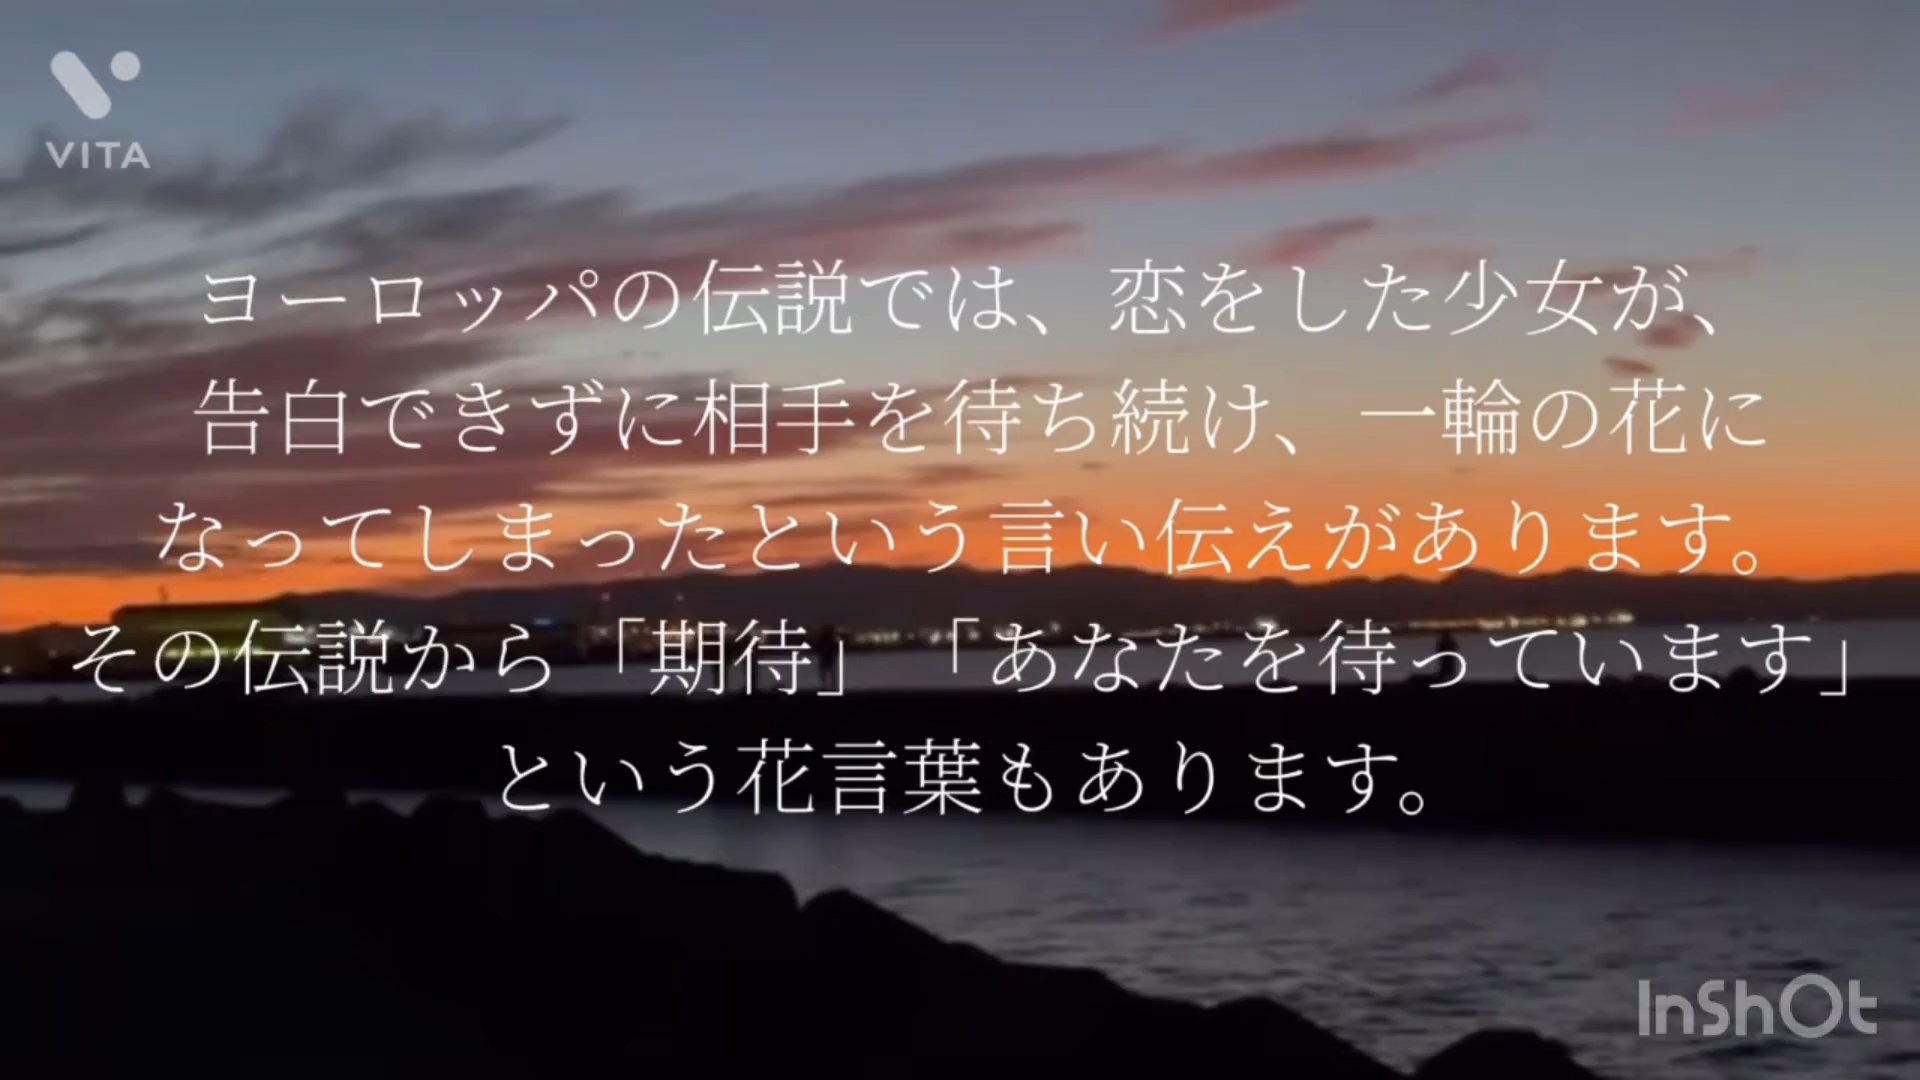 VITA
ヨーロッパの伝説では、恋をした少女が、
告白できずに相手を待ち続け、一輪の花に
なってしまったという言い伝えがあります。
その伝説から「期待」「あなたを待っています」
という花言葉もあります。
InShOt